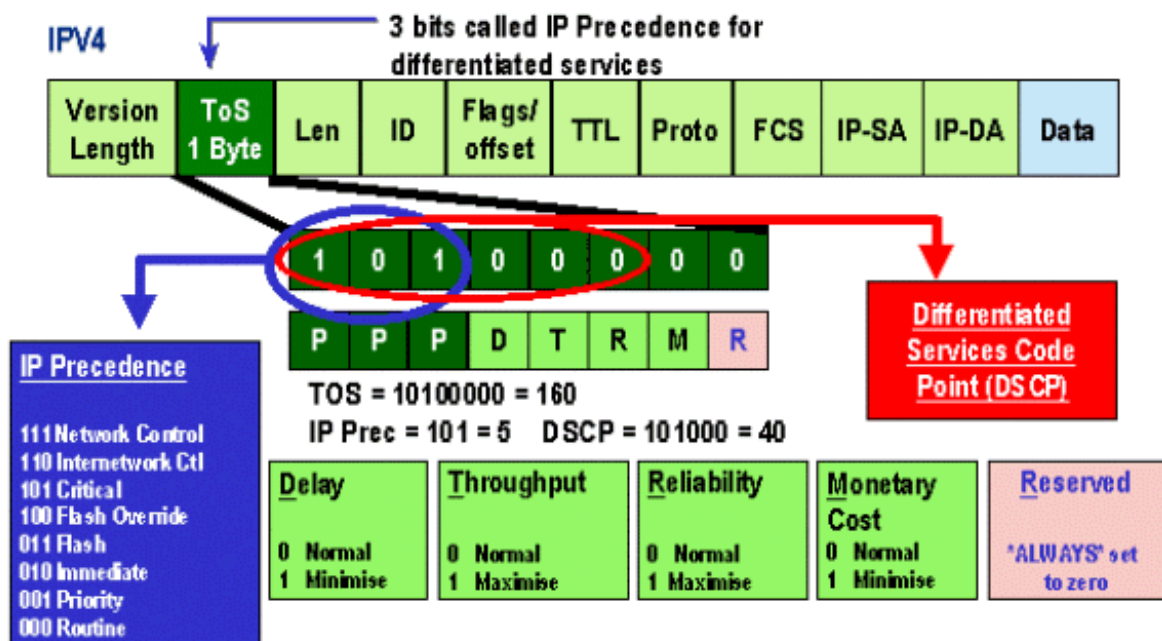 IPV4
3 bits called IP Precedence for
differentiated services
Version
Length
ToS
1 Byte
Len
ID
Flags/
offset
TTL
Proto
FCS
IP-SA
IP-DA
Data
1 0 1 0 0 0 0 0
P P P D T R M R
TOS = 10100000 = 160
IP Prec = 101 = 5 DSCP = 101000 = 40
Differentiated
Services Code
Point (DSCP)
IP Precedence
111 Network Control
110 Internetwork Ctl
101 Critical
100 Flash Override
011 Flash
010 Immediate
001 Priority
000 Routine
Delay
0 Normal
1 Minimise
Throughput
0 Normal
1 Maximise
Reliability
0 Normal
1 Maximise
Monetary
Cost
0 Normal
1 Minimise
Reserved
"ALWAYS" set
to zero